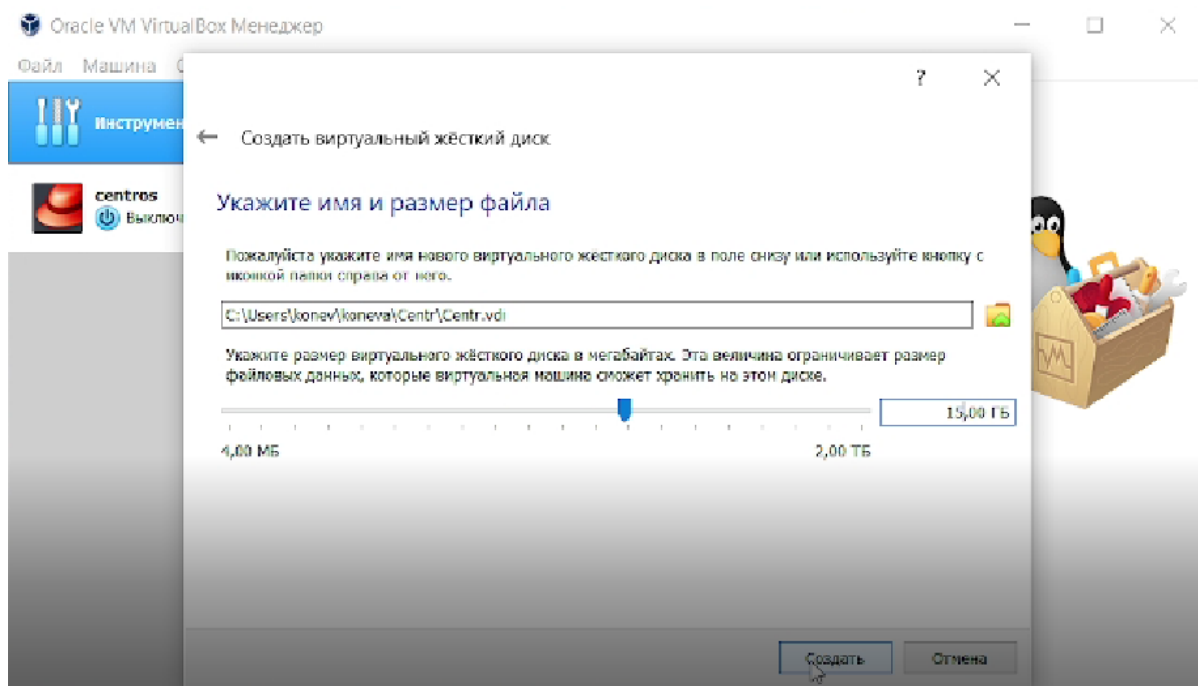 Oracle VM VirtualBox Менеджер
Файл Машина С
?
Инструмен
Создать виртуальный жёсткий диск
centros
Выключ
Укажите имя и размер файла
Пожалуйста укажите имя нового виртуального жёсткого диска в поле снизу или используйте кнопку с
иконкой папки справа от него.
C:\Users\konev\koneva\Centr\Centr.vdi
Укажите размер виртуального жёсткого диска в мегабайтах. Эта величина ограничивает размер
файловых данных, которые виртуальная машина сможет хранить на этом диске.
15,00 ГБ
4,00 МБ
2,00 ТБ
Создать
Отмена